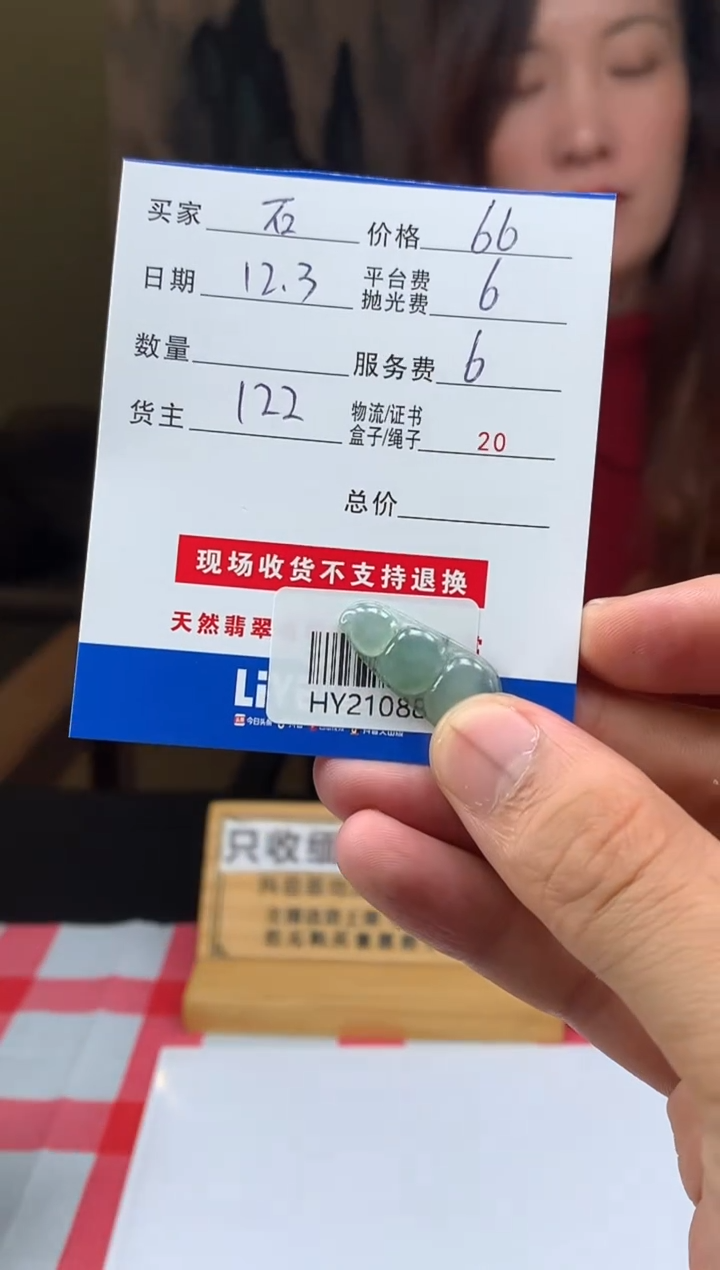 买家 石 价格 66
日期 12.3 平台费 抛光费 6
数量 服务费 6
货主 122 物流/证书 盒子/绳子 20
总价
现场收货不支持退换
天然翡翠
HY21088
只收